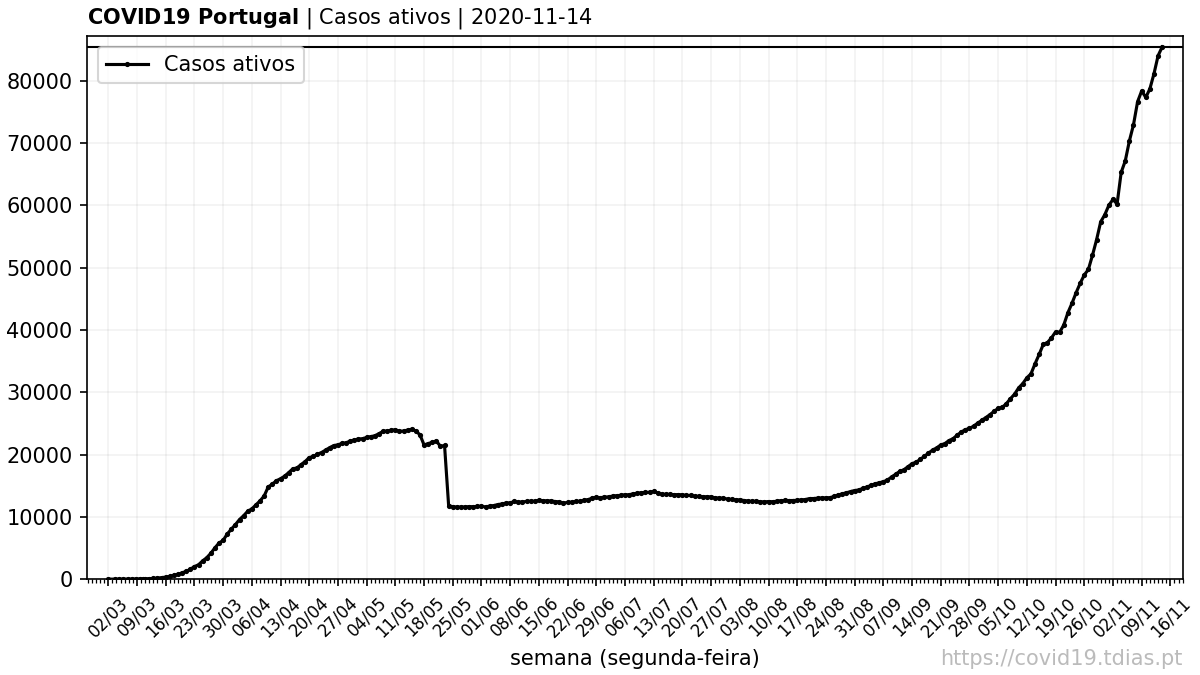 COVID19 Portugal | Casos ativos | 2020-11-14
Casos ativos
80000
70000
60000
50000
40000
30000
20000
10000
0
02/03 09/03 16/03 23/03 30/03 06/04 13/04 20/04 27/04 04/05 11/05 18/05 25/05 01/06 08/06 15/06 22/06 29/06 06/07 13/07 20/07 27/07 03/08 10/08 17/08 24/08 31/08 07/09 14/09 21/09 28/09 05/10 12/10 19/10 26/10 02/11 09/11 16/11
semana (segunda-feira)
https://covid19.tdias.pt